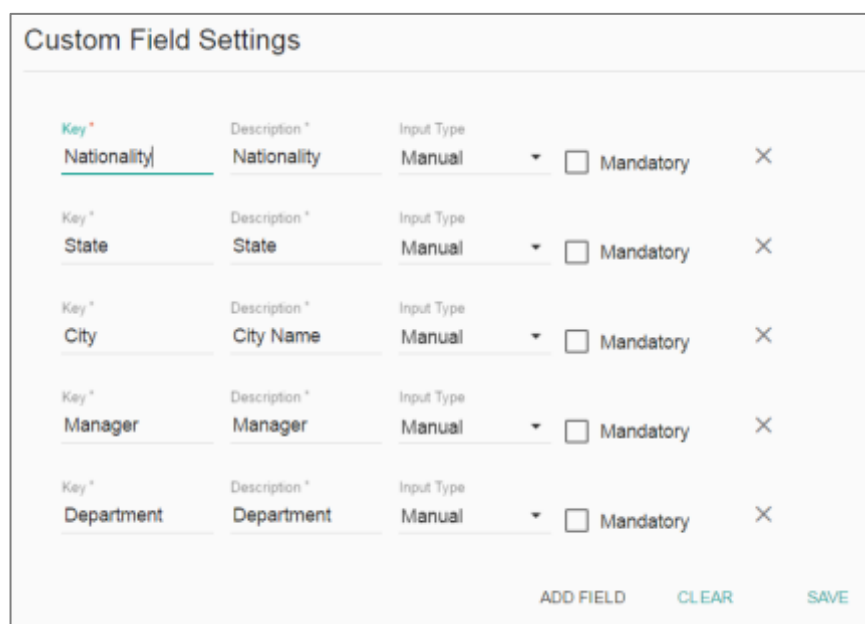 Custom Field Settings
Key * Description * Input Type
Nationality Nationality Manual Mandatory
Key * Description * Input Type
State State Manual Mandatory
Key * Description * Input Type
City City Name Manual Mandatory
Key * Description * Input Type
Manager Manager Manual Mandatory
Key * Description * Input Type
Department Department Manual Mandatory
ADD FIELD CLEAR SAVE